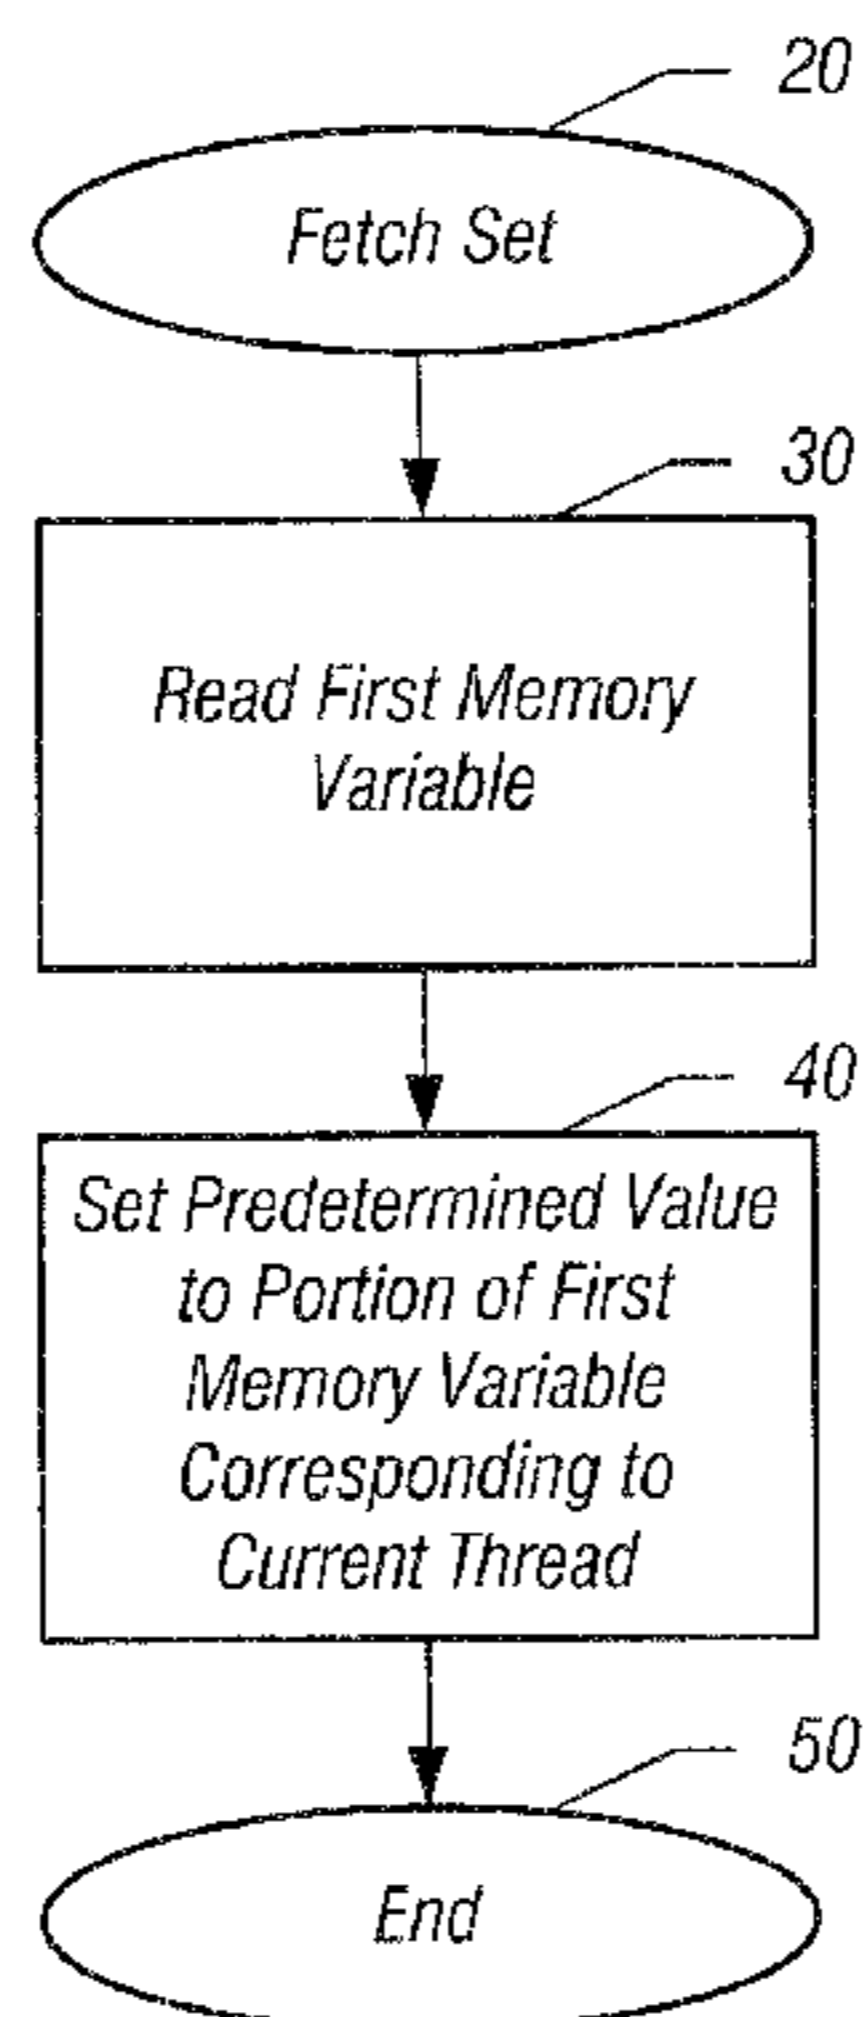 20
Fetch Set
30
Read First Memory
Variable
40
Set Predetermined Value
to Portion of First
Memory Variable
Corresponding to
Current Thread
50
End